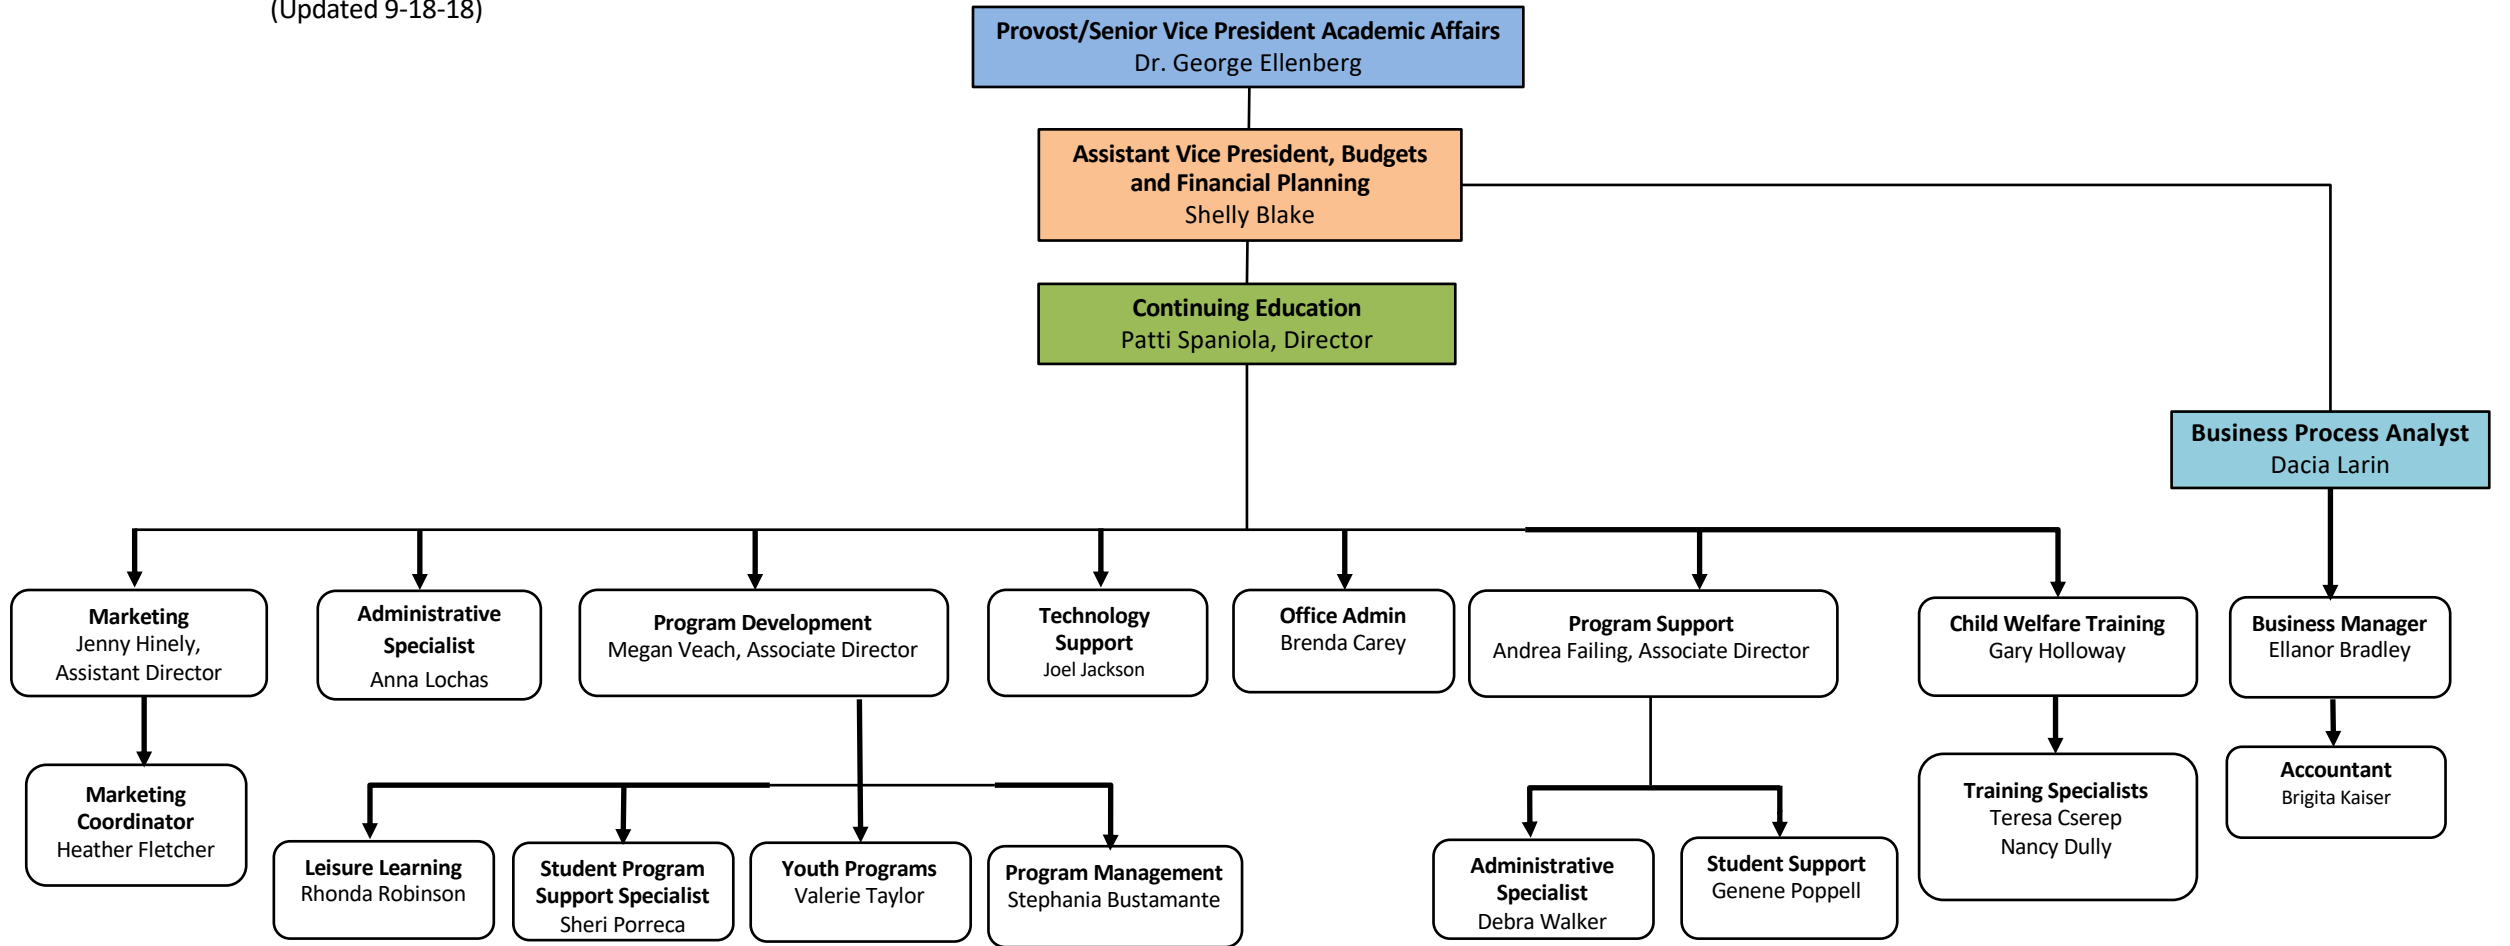 (Updated 9-18-18)
Provost/Senior Vice President Academic Affairs
Dr. George Ellenberg
Assistant Vice President, Budgets
and Financial Planning
Shelly Blake
Continuing Education
Patti Spaniola, Director
Business Process Analyst
Dacia Larin
Marketing
Jenny Hinely,
Assistant Director
Administrative
Specialist
Anna Lochas
Program Development
Megan Veach, Associate Director
Technology
Support
Joel Jackson
Office Admin
Brenda Carey
Program Support
Andrea Failing, Associate Director
Child Welfare Training
Gary Holloway
Business Manager
Ellanor Bradley
Marketing
Coordinator
Heather Fletcher
Leisure Learning
Rhonda Robinson
Student Program
Support Specialist
Sheri Porreca
Youth Programs
Valerie Taylor
Program Management
Stephania Bustamante
Administrative
Specialist
Debra Walker
Student Support
Genene Poppell
Training Specialists
Teresa Cserep
Nancy Dully
Accountant
Brigita Kaiser